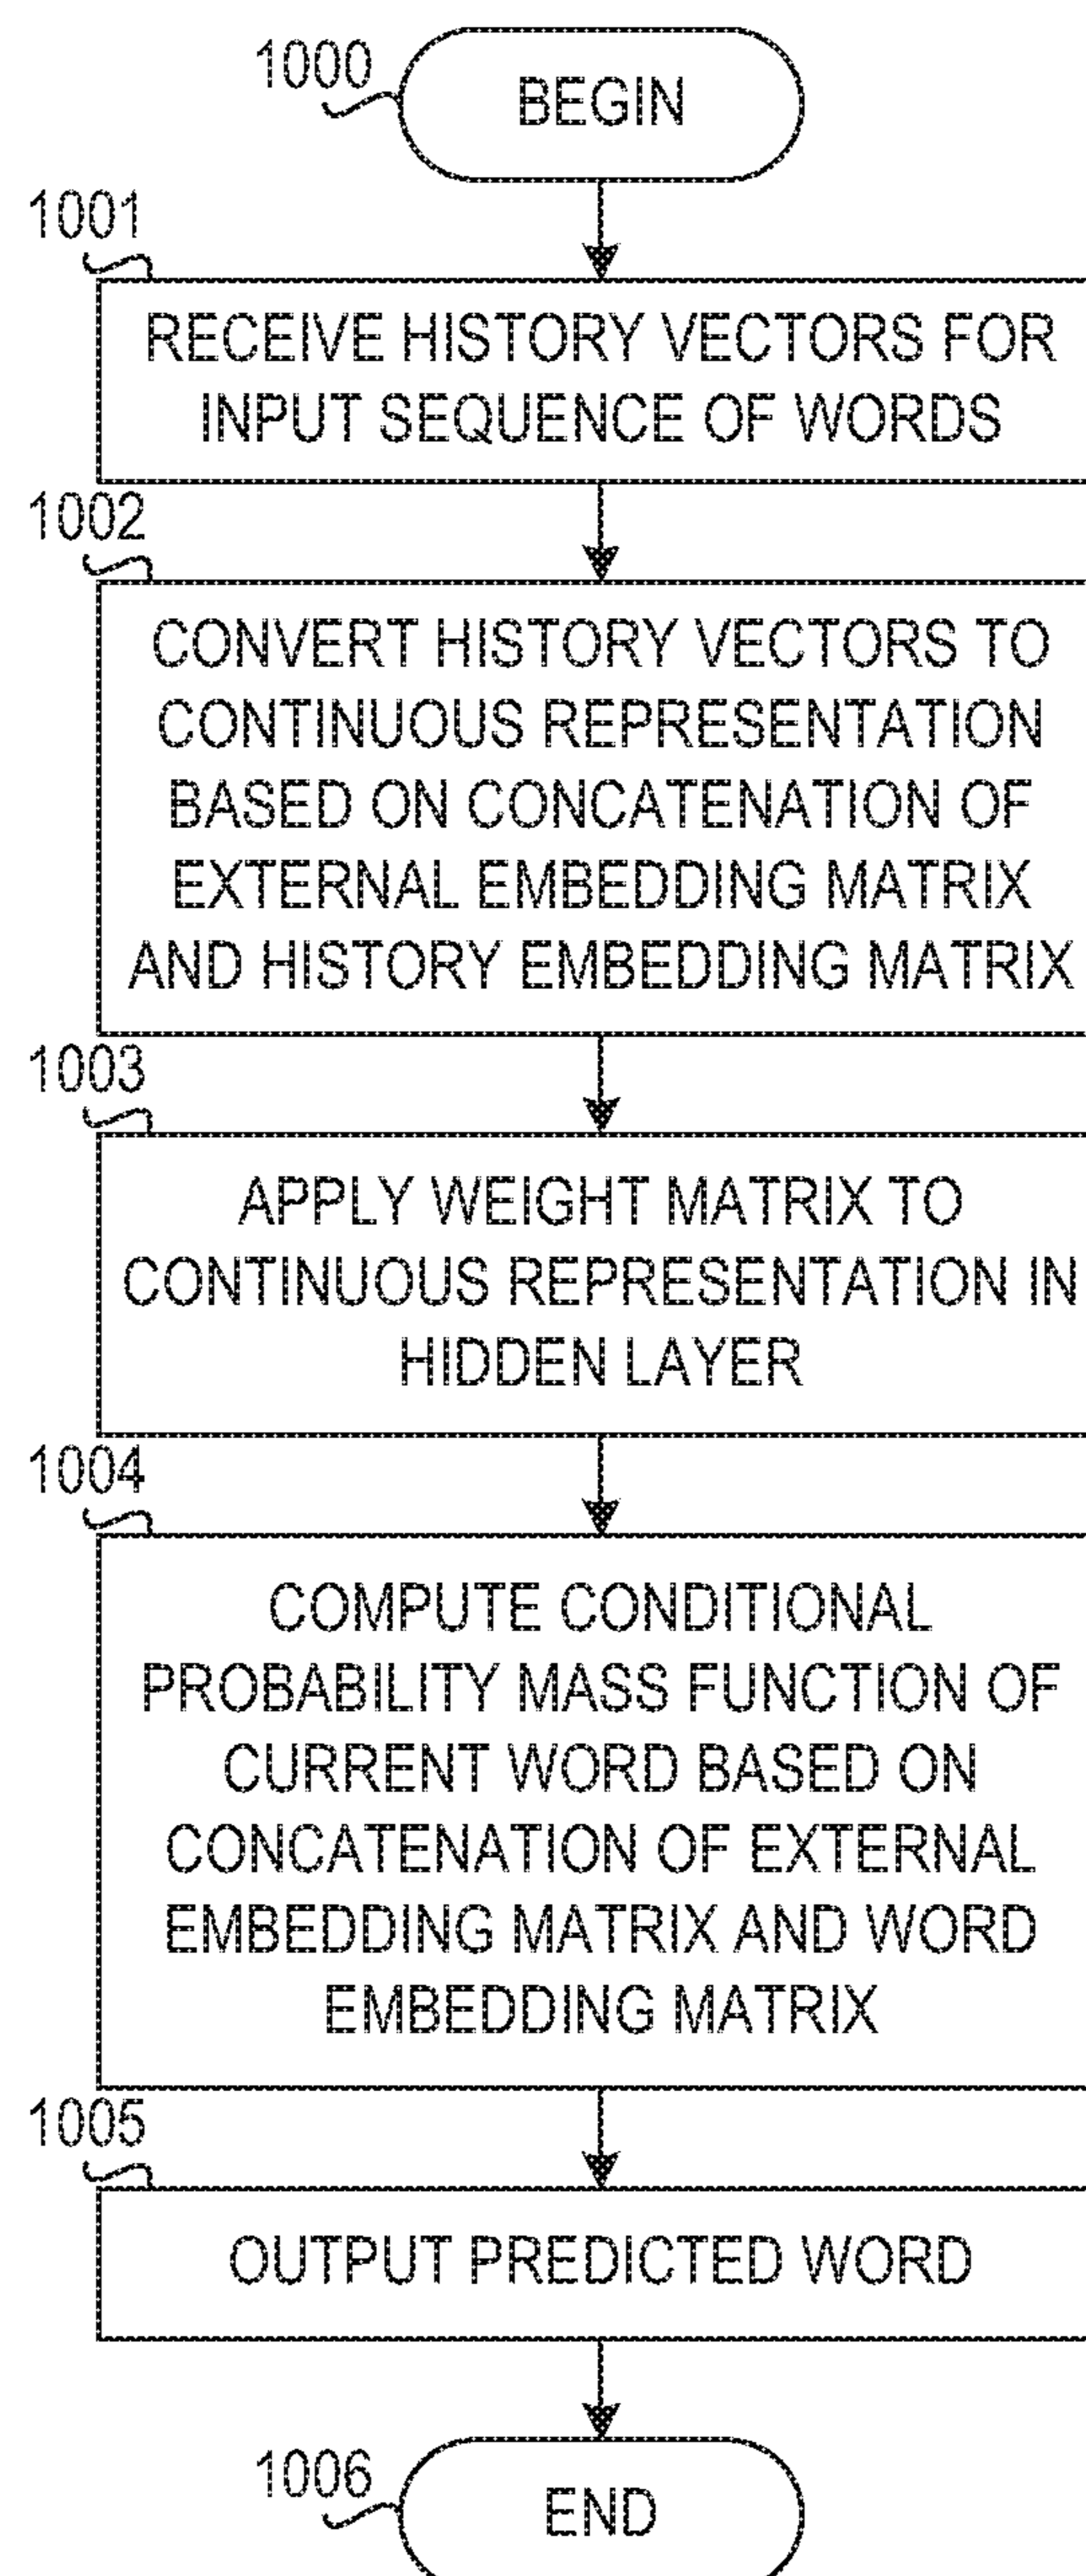 1000
BEGIN
1001
RECEIVE HISTORY VECTORS FOR
INPUT SEQUENCE OF WORDS
1002
CONVERT HISTORY VECTORS TO
CONTINUOUS REPRESENTATION
BASED ON CONCATENATION OF
EXTERNAL EMBEDDING MATRIX
AND HISTORY EMBEDDING MATRIX
1003
APPLY WEIGHT MATRIX TO
CONTINUOUS REPRESENTATION IN
HIDDEN LAYER
1004
COMPUTE CONDITIONAL
PROBABILITY MASS FUNCTION OF
CURRENT WORD BASED ON
CONCATENATION OF EXTERNAL
EMBEDDING MATRIX AND WORD
EMBEDDING MATRIX
1005
OUTPUT PREDICTED WORD
1006
END